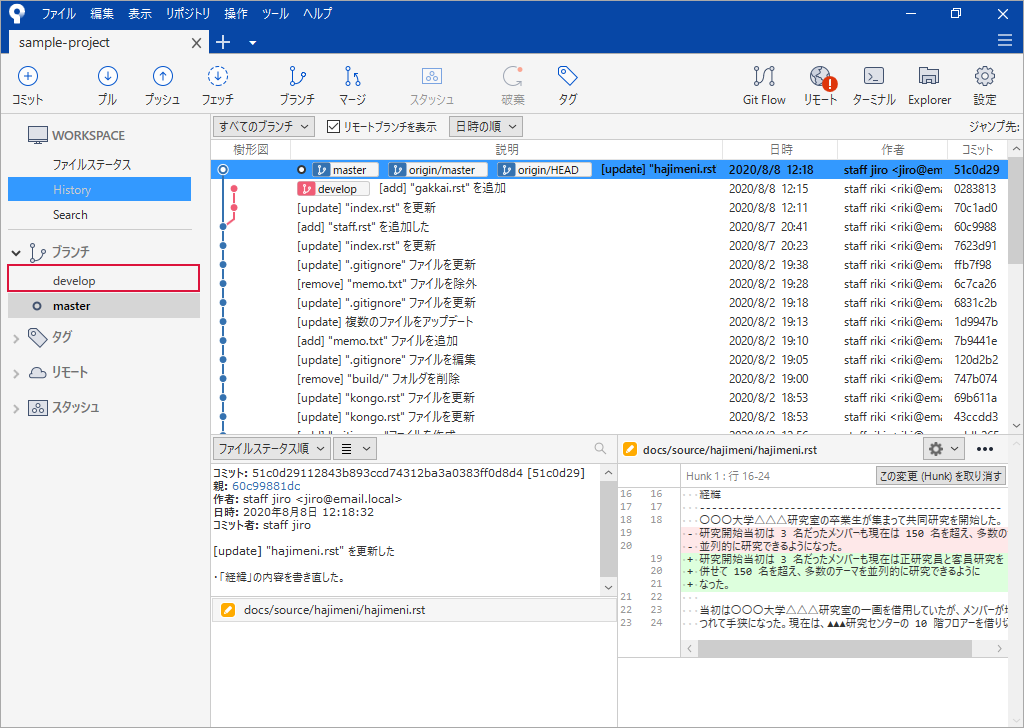 ファイル 編集 表示 リポジトリ 操作 ツール ヘルプ
sample-project
コミット プル プッシュ フェッチ ブランチ マージ スタッシュ 破棄 タグ Git Flow リモート ターミナル Explorer 設定
WORKSPACE
ファイルステータス
History
Search
ブランチ
develop
master
タグ
リモート
スタッシュ
すべてのブランチ リモートブランチを表示 日時の順 ジャンプ先:
樹形図 説明 日時 作者 コミット
master origin/master origin/HEAD [update] "hajimeni.rst 2020/8/8 12:18 staff jiro <jiro@em 51c0d29
develop [add] "gakkai.rst" を追加 2020/8/8 12:15 staff riki <riki@ema 0283813
[update] "index.rst" を更新 2020/8/8 12:11 staff riki <riki@ema 70c1ad0
[add] "staff.rst" を追加した 2020/8/7 20:41 staff riki <riki@ema 60c9988
[update] "index.rst" を更新 2020/8/7 20:23 staff riki <riki@ema 7623d91
[update] ".gitignore" ファイルを更新 2020/8/2 19:38 staff riki <riki@ema ffb7f98
[remove] "memo.txt" ファイルを除外 2020/8/2 19:28 staff riki <riki@ema 6c7ca26
[update] ".gitignore" ファイルを更新 2020/8/2 19:18 staff riki <riki@ema 6831c2b
[update] 複数のファイルをアップデート 2020/8/2 19:13 staff riki <riki@ema 1d9947b
[add] "memo.txt" ファイルを追加 2020/8/2 19:10 staff riki <riki@ema 7b9441e
[update] ".gitignore" ファイルを編集 2020/8/2 19:05 staff riki <riki@ema 120d2b2
[remove] "build/" フォルダを削除 2020/8/2 19:00 staff riki <riki@ema 747b074
[update] "kongo.rst" ファイルを更新 2020/8/2 18:53 staff riki <riki@ema 69b611a
[update] "kongo.rst" ファイルを更新 2020/8/2 18:53 staff riki <riki@ema 43ccdd3
ファイルステータス順
コミット: 51c0d29112843b893ccd74312ba3a0383ff0d8d4 [51c0d29]
親: 60c99881dc
作者: staff jiro <jiro@email.local>
日時: 2020年8月8日 12:18:32
コミット者: staff jiro
[update] "hajimeni.rst" を更新した
・「経緯」の内容を書き直した。
docs/source/hajimeni/hajimeni.rst
docs/source/hajimeni/hajimeni.rst
Hunk 1 : 行 16-24 この変更 (Hunk) を取り消す
16 16 経緯
17 17 --------------------------------------------------
18 18 〇〇〇大学△△△研究室の卒業生が集まって共同研究を開始した。
19 - 研究開始当初は 3 名だったメンバーも現在は 150 名を超え、多数の
20 - 並列的に研究できるようになった。
19 + 研究開始当初は 3 名だったメンバーも現在は正研究員と客員研究を
20 + 併せて 150 名を超え、多数のテーマを並列的に研究できるように
21 + なった。
21 22
22 23 当初は〇〇〇大学△△△研究室の一画を借用していたが、メンバーが
23 24 つれて手狭になった。現在は、▲▲▲研究センターの 10 階フロアーを借り